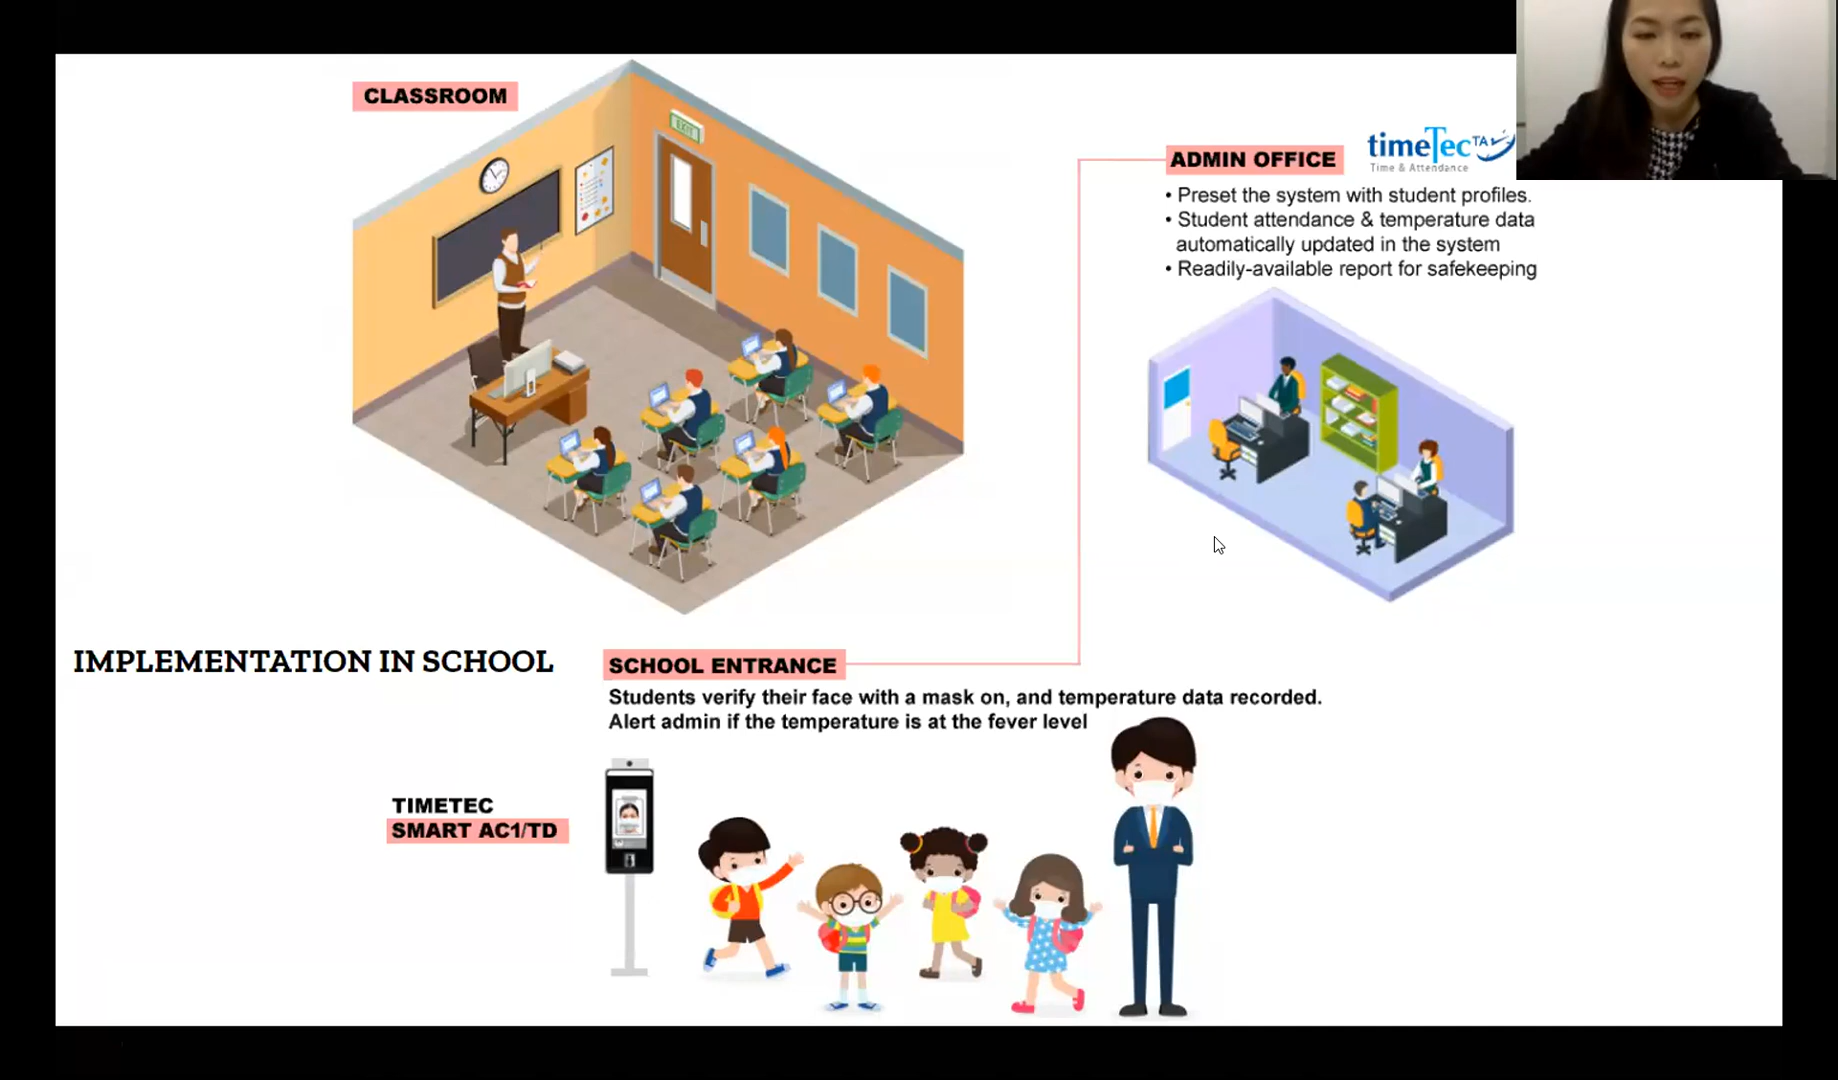 CLASSROOM
EXIT
ADMIN OFFICE
timeTec TA
Time & Attendance
• Preset the system with student profiles.
• Student attendance & temperature data
automatically updated in the system
• Readily-available report for safekeeping
IMPLEMENTATION IN SCHOOL
SCHOOL ENTRANCE
Students verify their face with a mask on, and temperature data recorded.
Alert admin if the temperature is at the fever level
TIMETEC
SMART AC1/TD